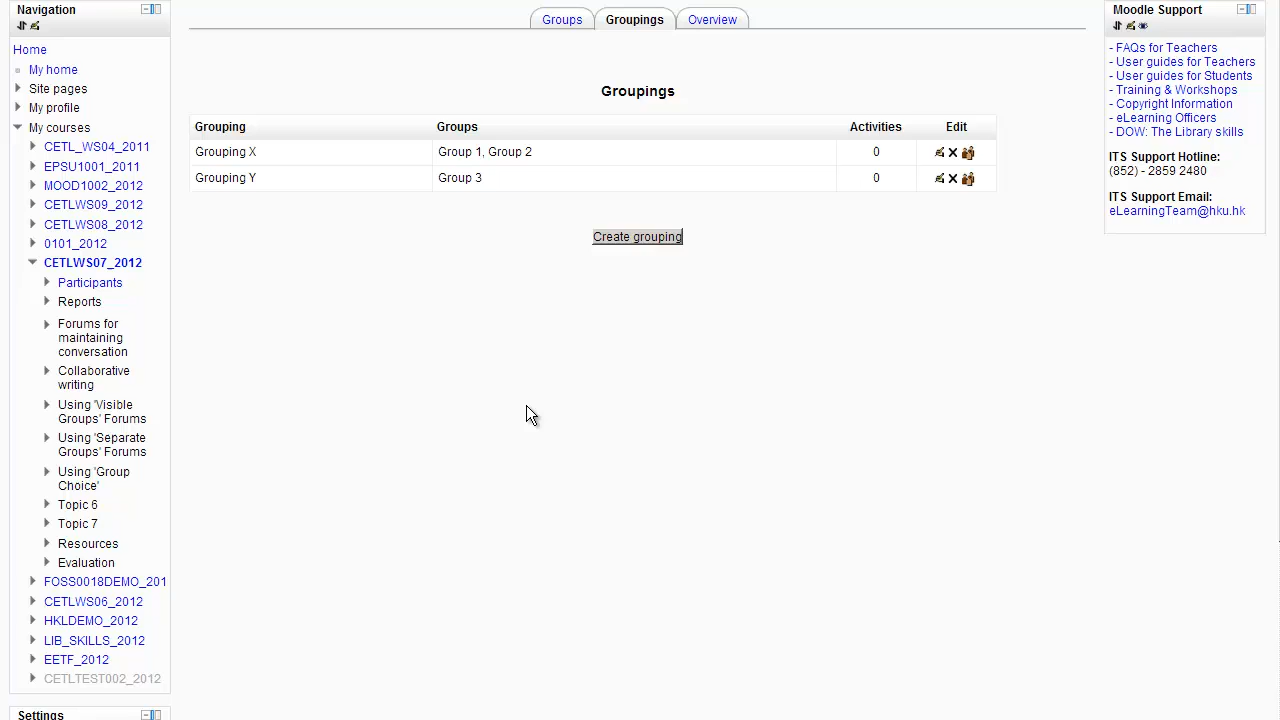 Navigation
Home
My home
Site pages
My profile
My courses
CETL_WS04_2011
EPSU1001_2011
MOOD1002_2012
CETLWS09_2012
CETLWS08_2012
0101_2012
CETLWS07_2012
Participants
Reports
Forums for
maintaining
conversation
Collaborative
writing
Using 'Visible
Groups' Forums
Using 'Separate
Groups' Forums
Using 'Group
Choice'
Topic 6
Topic 7
Resources
Evaluation
FOSS0018DEMO_201
CETLWS06_2012
HKLDEMO_2012
LIB_SKILLS_2012
EETF_2012
CETLTEST002_2012
Settings
Groups Groupings Overview
Groupings
Grouping Groups Activities Edit
Grouping X Group 1, Group 2 0
Grouping Y Group 3 0
Create grouping
Moodle Support
- FAQs for Teachers
- User guides for Teachers
- User guides for Students
- Training & Workshops
- Copyright Information
- eLearning Officers
- DOW: The Library skills
ITS Support Hotline:
(852) - 2859 2480
ITS Support Email:
eLearningTeam@hku.hk